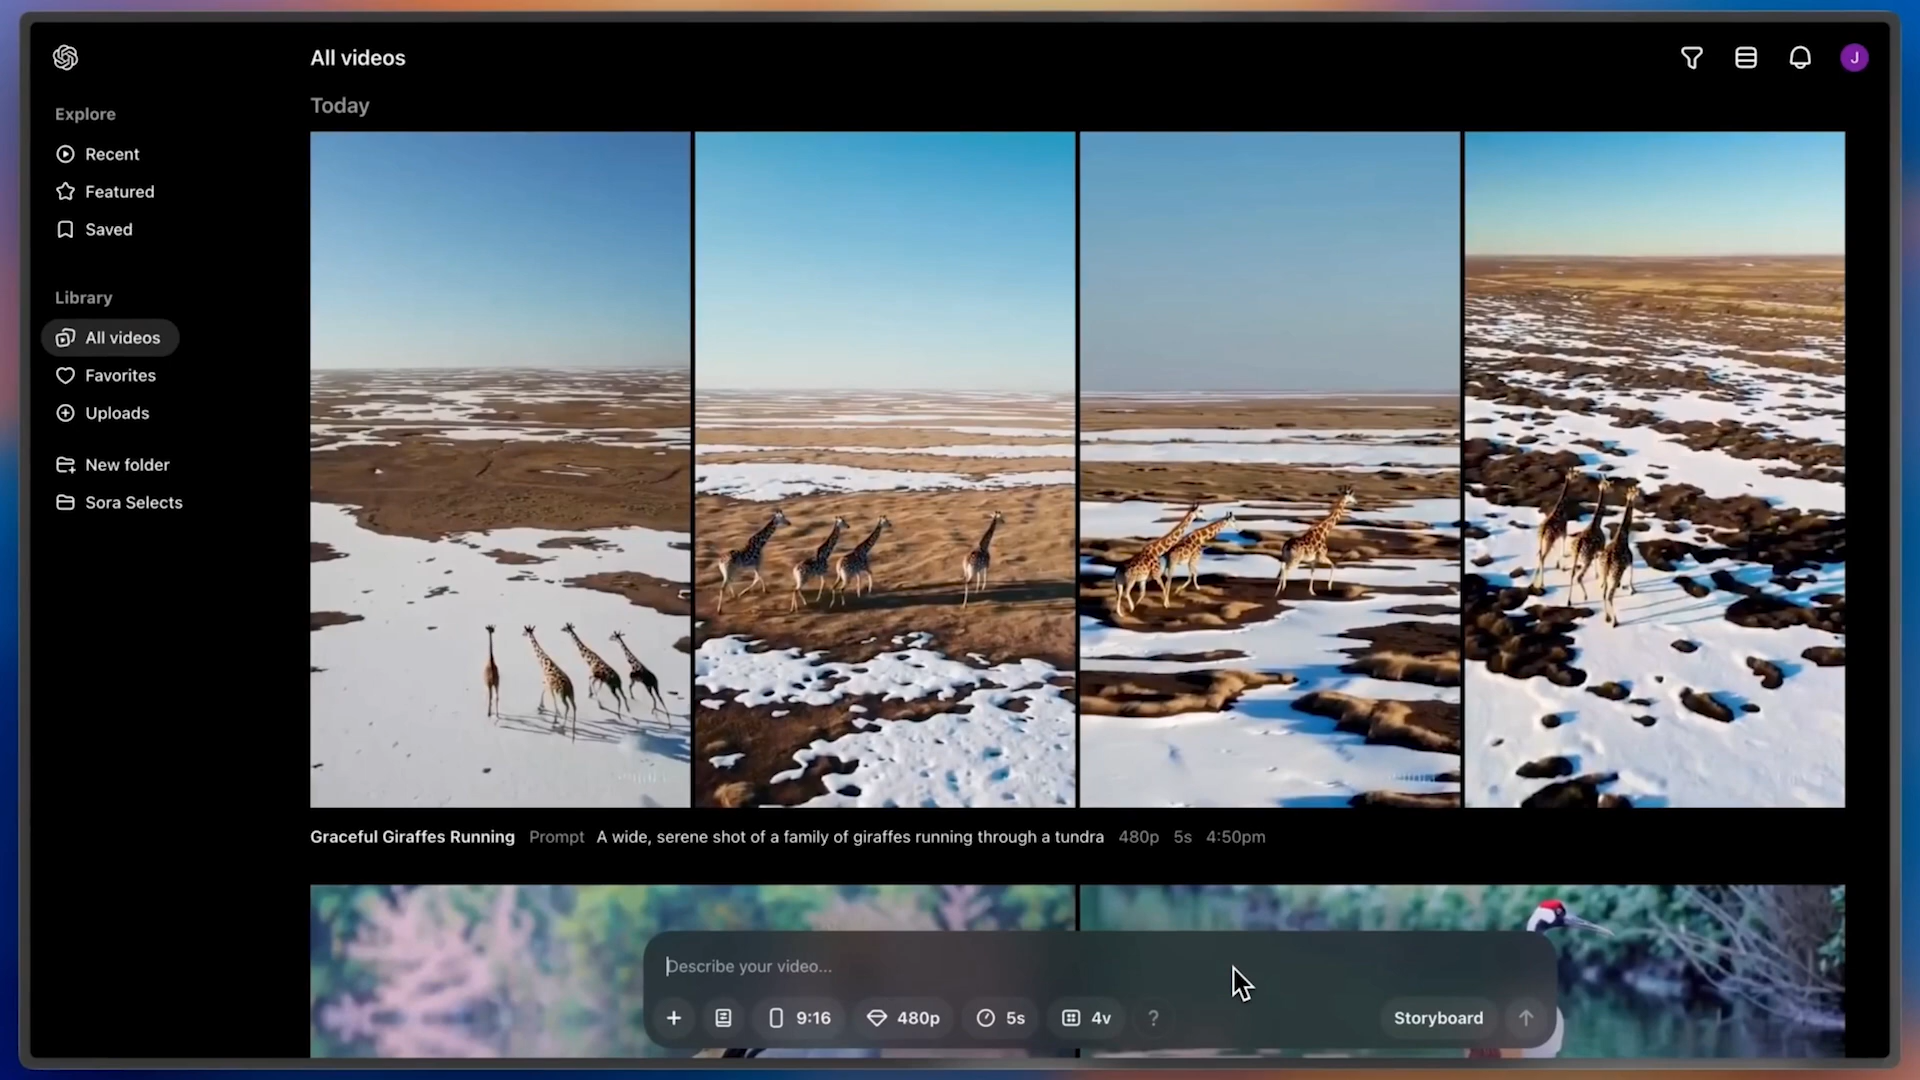 All videos
J
Explore
Recent
Featured
Saved
Library
All videos
Favorites
Uploads
New folder
Sora Selects
Today
Graceful Giraffes Running Prompt A wide, serene shot of a family of giraffes running through a tundra 480p 5s 4:50pm
Describe your video...
+ 9:16 480p 5s 4v ? Storyboard